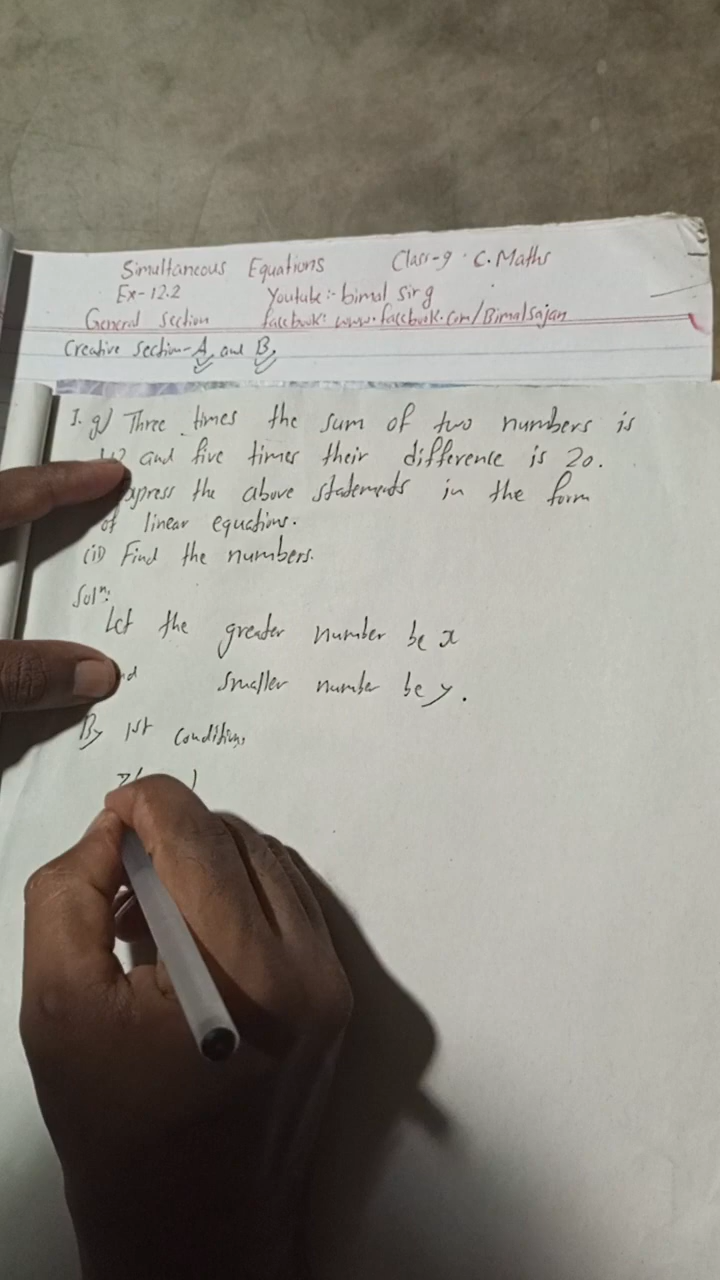 Simultaneous Equations Class-9 C. Maths
Ex-12.2 Youtube:- bimal sir g
General section facebook: www.facebook.com/Bimalsajan
Creative section-A and B,
1. g) Three times the sum of two numbers is
and five times their difference is 20.
xpress the above statements in the form
of linear equations.
(ii) Find the numbers.
Solⁿ:
Let the greater number be x
nd smaller number be y.
By 1st condition,